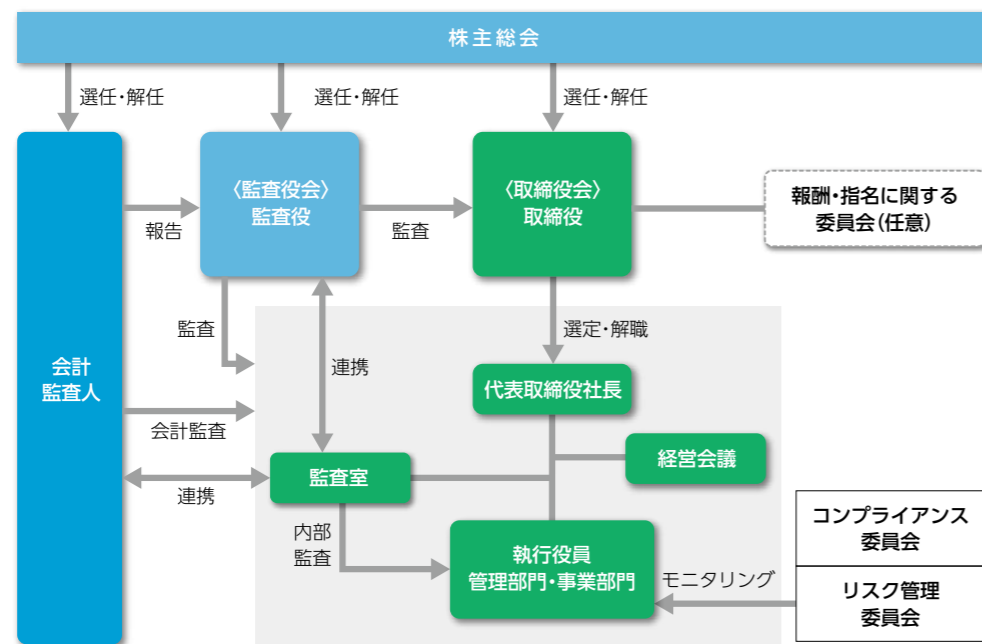 株主総会
選任・解任
選任・解任
選任・解任
〈監査役会〉
監査役
〈取締役会〉
取締役
報酬・指名に関する
委員会（任意）
報告
監査
監査
選定・解職
連携
会計
監査人
代表取締役社長
会計監査
経営会議
監査室
連携
コンプライアンス
委員会
内部
監査
執行役員
管理部門・事業部門
モニタリング
リスク管理
委員会